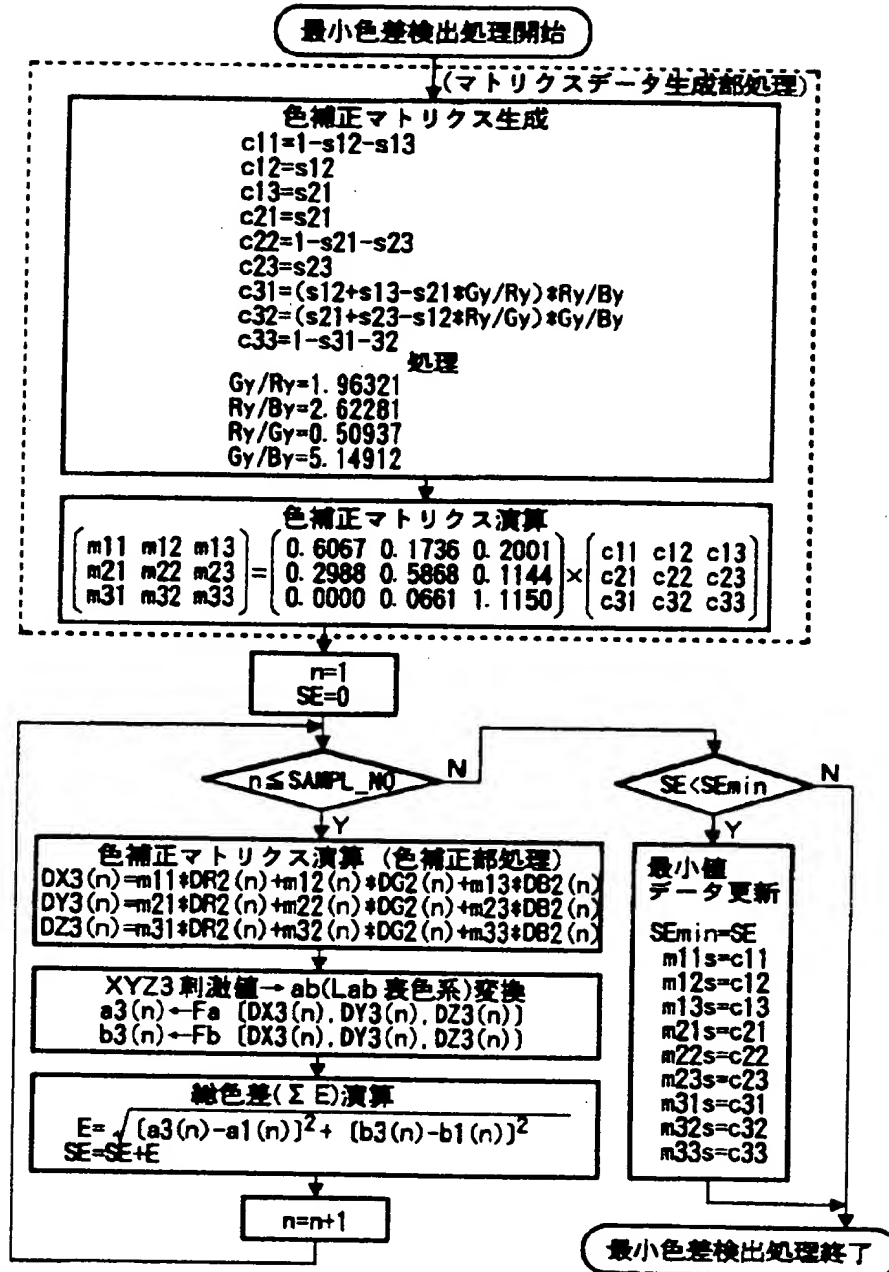 最小色差検出処理開始
(マトリクスデータ生成部処理)
色補正マトリクス生成
c11=1-s12-s13
c12=s12
c13=s21
c21=s21
c22=1-s21-s23
c23=s23
c31=(s12+s13-s21*Gy/Ry)*Ry/By
c32=(s21+s23-s12*Ry/Gy)*Gy/By
c33=1-s31-32
処理
Gy/Ry=1.96321
Ry/By=2.62281
Ry/Gy=0.50937
Gy/By=5.14912
色補正マトリクス演算
m11 m12 m13 0.6067 0.1736 0.2001 c11 c12 c13
m21 m22 m23 = 0.2988 0.5868 0.1144 × c21 c22 c23
m31 m32 m33 0.0000 0.0661 1.1150 c31 c32 c33
n=1
SE=0
n≦SAMPL_NO
N
Y
SE<SEmin
N
Y
色補正マトリクス演算 (色補正部処理)
DX3(n)=m11*DR2(n)+m12(n)*DG2(n)+m13*DB2(n)
DY3(n)=m21*DR2(n)+m22(n)*DG2(n)+m23*DB2(n)
DZ3(n)=m31*DR2(n)+m32(n)*DG2(n)+m33*DB2(n)
XYZ3刺激値→ab(Lab表色系)変換
a3(n)←Fa [DX3(n),DY3(n),DZ3(n)]
b3(n)←Fb [DX3(n),DY3(n),DZ3(n)]
総色差(Σ E)演算
E=√[a3(n)-a1(n)]²+ [b3(n)-b1(n)]²
SE=SE+E
n=n+1
最小値
データ更新
SEmin=SE
m11s=c11
m12s=c12
m13s=c13
m21s=c21
m22s=c22
m23s=c23
m31s=c31
m32s=c32
m33s=c33
最小色差検出処理終了